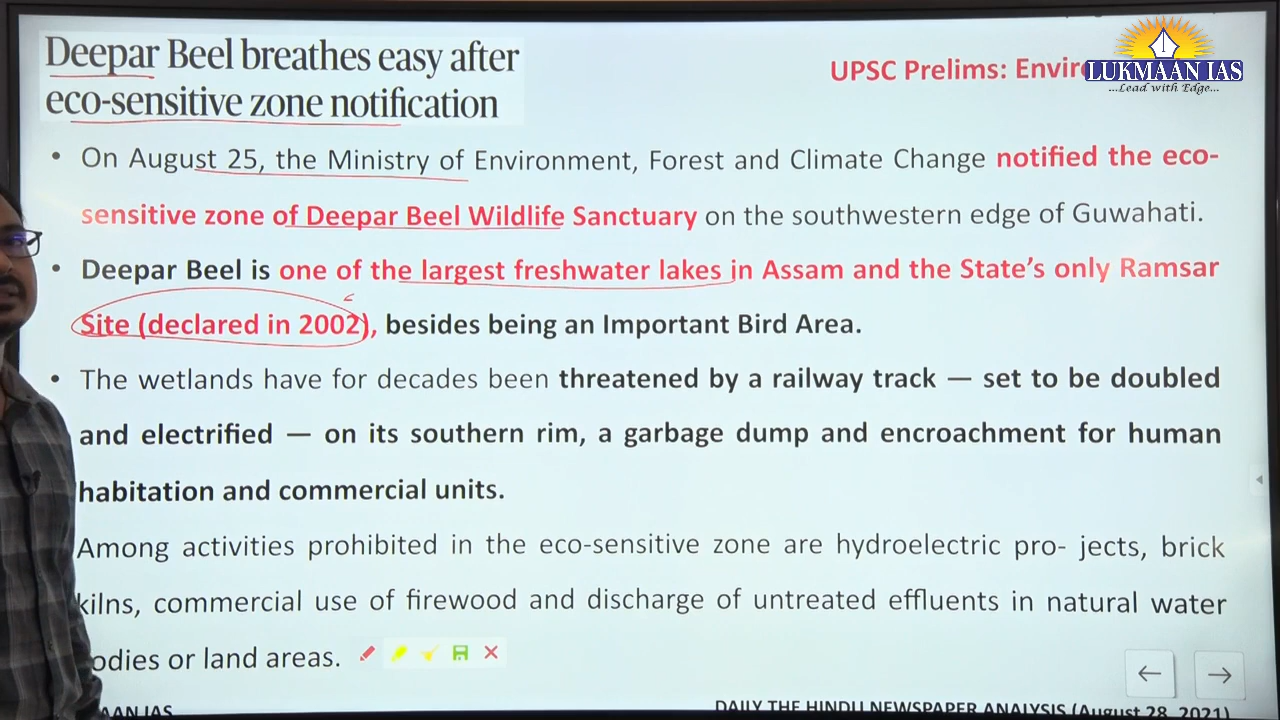 Deepar Beel breathes easy after
eco-sensitive zone notification
UPSC Prelims:
LUKMAAN IAS
...Lead with Edge...
• On August 25, the Ministry of Environment, Forest and Climate Change notified the eco-
sensitive zone of Deepar Beel Wildlife Sanctuary on the southwestern edge of Guwahati.
• Deepar Beel is one of the largest freshwater lakes in Assam and the State's only Ramsar
Site (declared in 2002), besides being an Important Bird Area.
• The wetlands have for decades been threatened by a railway track — set to be doubled
and electrified — on its southern rim, a garbage dump and encroachment for human
habitation and commercial units.
Among activities prohibited in the eco-sensitive zone are hydroelectric pro- jects, brick
kilns, commercial use of firewood and discharge of untreated effluents in natural water
odies or land areas.
AAN IAS
DAILY THE HINDU NEWSPAPER ANALYSIS (August 28, 2021)